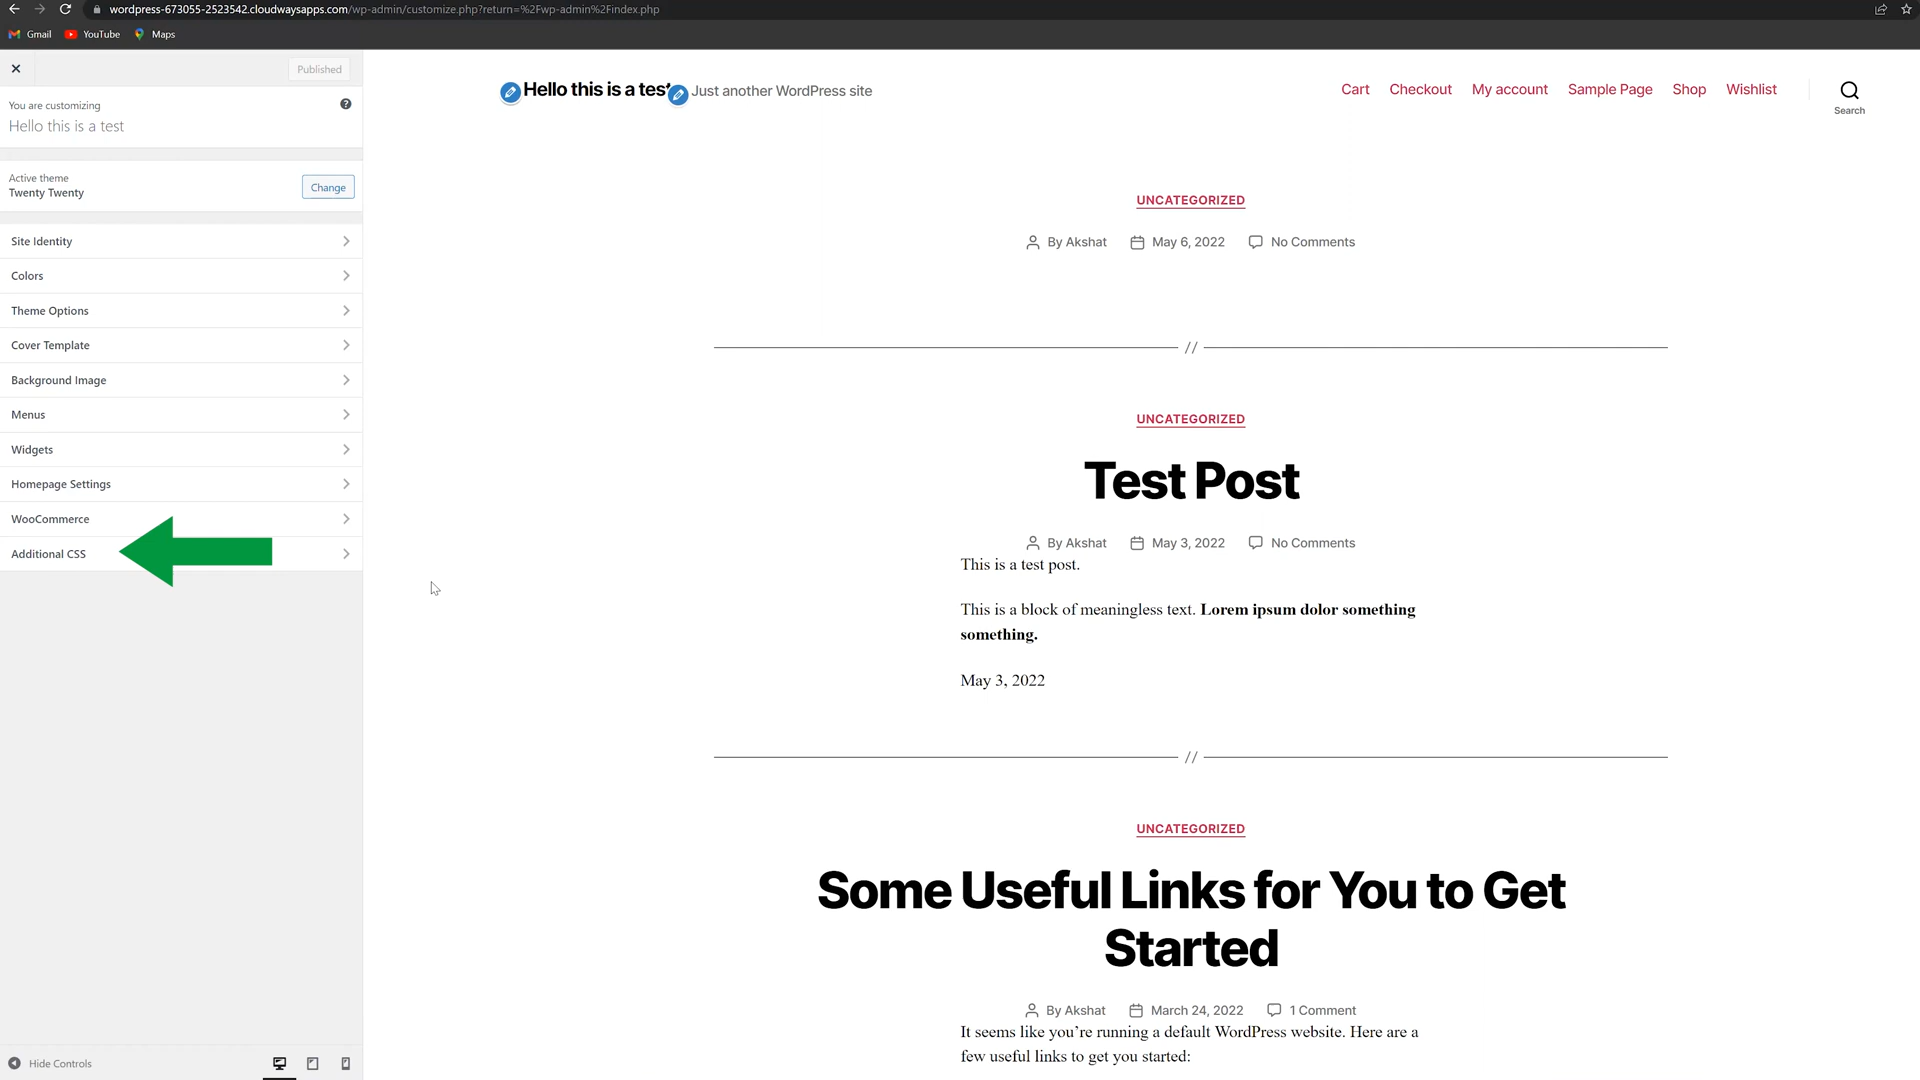 wordpress-673055-2523542.cloudwaysapps.com/wp-admin/customize.php?return=%2Fwp-admin%2Findex.php
Gmail YouTube Maps
Published
You are customizing
Hello this is a test
Active theme
Twenty Twenty
Change
Site Identity
Colors
Theme Options
Cover Template
Background Image
Menus
Widgets
Homepage Settings
WooCommerce
Additional CSS
Hide Controls
Hello this is a test
Just another WordPress site
Cart Checkout My account Sample Page Shop Wishlist
Search
UNCATEGORIZED
By Akshat May 6, 2022 No Comments
//
UNCATEGORIZED
Test Post
By Akshat May 3, 2022 No Comments
This is a test post.
This is a block of meaningless text. Lorem ipsum dolor something
something.
May 3, 2022
//
UNCATEGORIZED
Some Useful Links for You to Get
Started
By Akshat March 24, 2022 1 Comment
It seems like you’re running a default WordPress website. Here are a
few useful links to get you started: